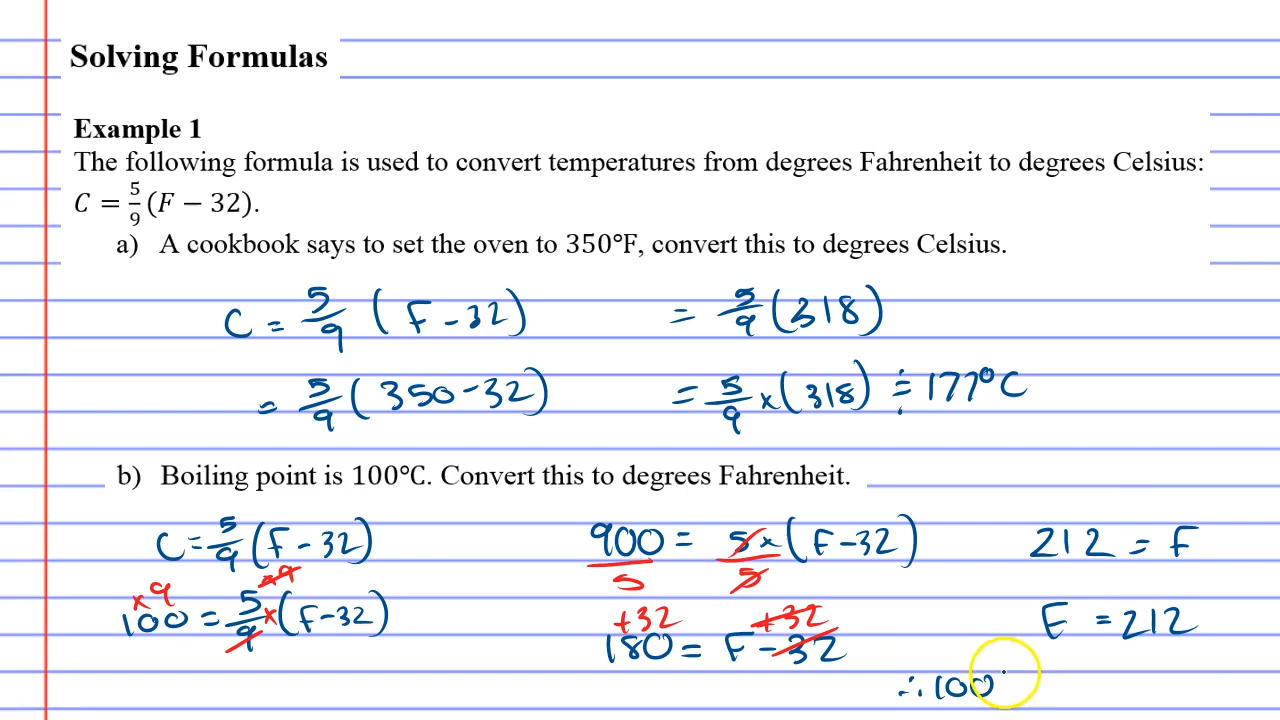 Solving Formulas
Example 1
The following formula is used to convert temperatures from degrees Fahrenheit to degrees Celsius:
C = 5/9 (F − 32).
a) A cookbook says to set the oven to 350°F, convert this to degrees Celsius.
C = 5/9 (F - 32)
= 5/9 (350 - 32)
= 5/9 (318)
= 5/9 × (318) ≑ 177°C
b) Boiling point is 100℃. Convert this to degrees Fahrenheit.
C = 5/9 (F - 32)
×9 ×9
100 = 5/9 × (F - 32)
900 = 5 × (F - 32)
5 5
+32 +32
180 = F - 32
212 = F
F = 212
∴ 100